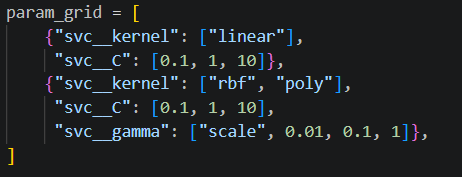 param_grid = [
    {"svc__kernel": ["linear"],
     "svc__C": [0.1, 1, 10]},
    {"svc__kernel": ["rbf", "poly"],
     "svc__C": [0.1, 1, 10],
     "svc__gamma": ["scale", 0.01, 0.1, 1]},
]